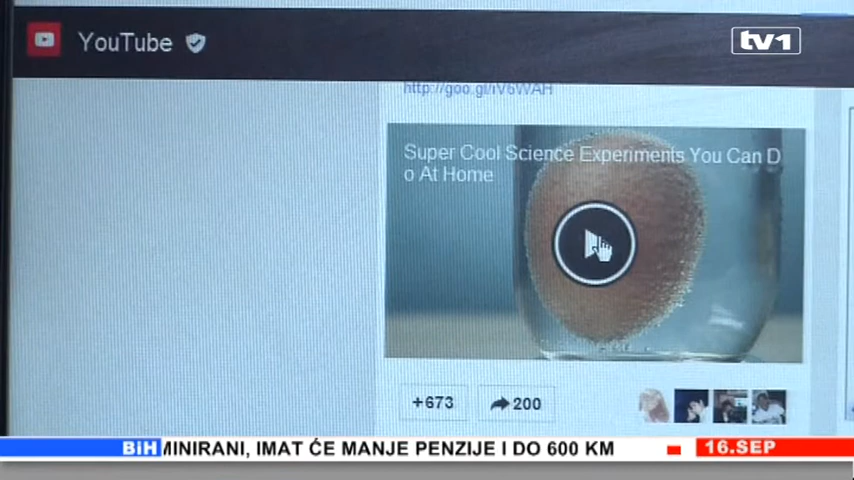 YouTube
tv1
http://goo.gl/iV6WAH
Super Cool Science Experiments You Can D
o At Home
+673
200
BiH
MINIRANI, IMAT ĆE MANJE PENZIJE I DO 600 KM
16.SEP